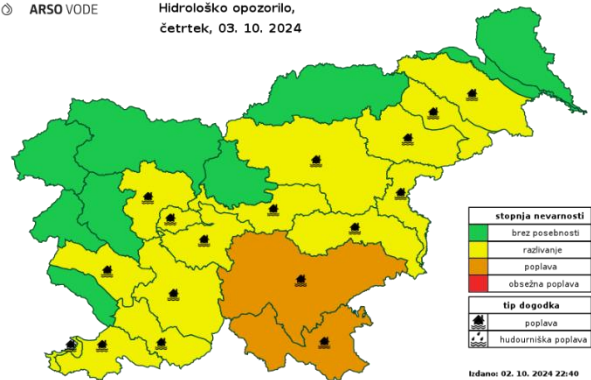 ARSO VODE
Hidrološko opozorilo,
četrtek, 03. 10. 2024
stopnja nevarnosti
brez posebnosti
razlivanje
poplava
obsežna poplava
tip dogodka
poplava
hudourniška poplava
Izdano: 02. 10. 2024 22:40